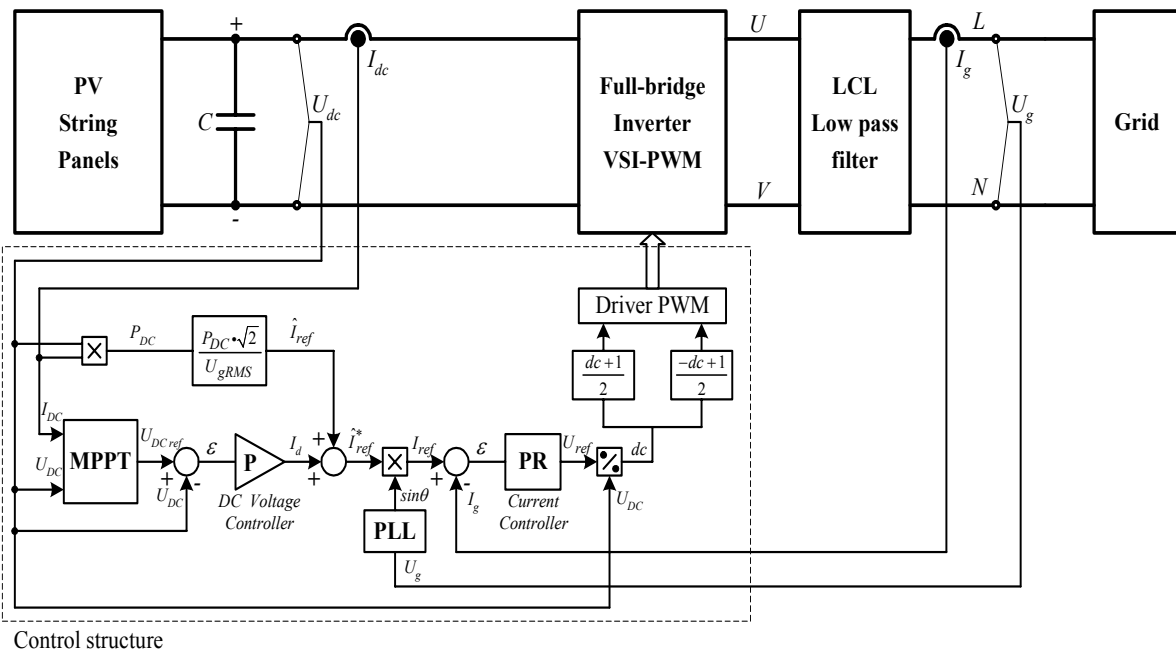 PV
String
Panels
+
-
C
U_dc
I_dc
Full-bridge
Inverter
VSI-PWM
U
V
LCL
Low pass
filter
I_g
L
N
U_g
Grid
Driver PWM
P_DC
P_DC•√2
U_gRMS
Î_ref
dc+1
2
-dc+1
2
I_DC
U_DC
MPPT
U_DC ref
+
U_DC
-
ε
P
DC Voltage
Controller
I_d
+
+
Î*_ref
sinθ
PLL
U_g
I_ref
+
-
I_g
ε
PR
Current
Controller
U_ref
dc
U_DC
Control structure